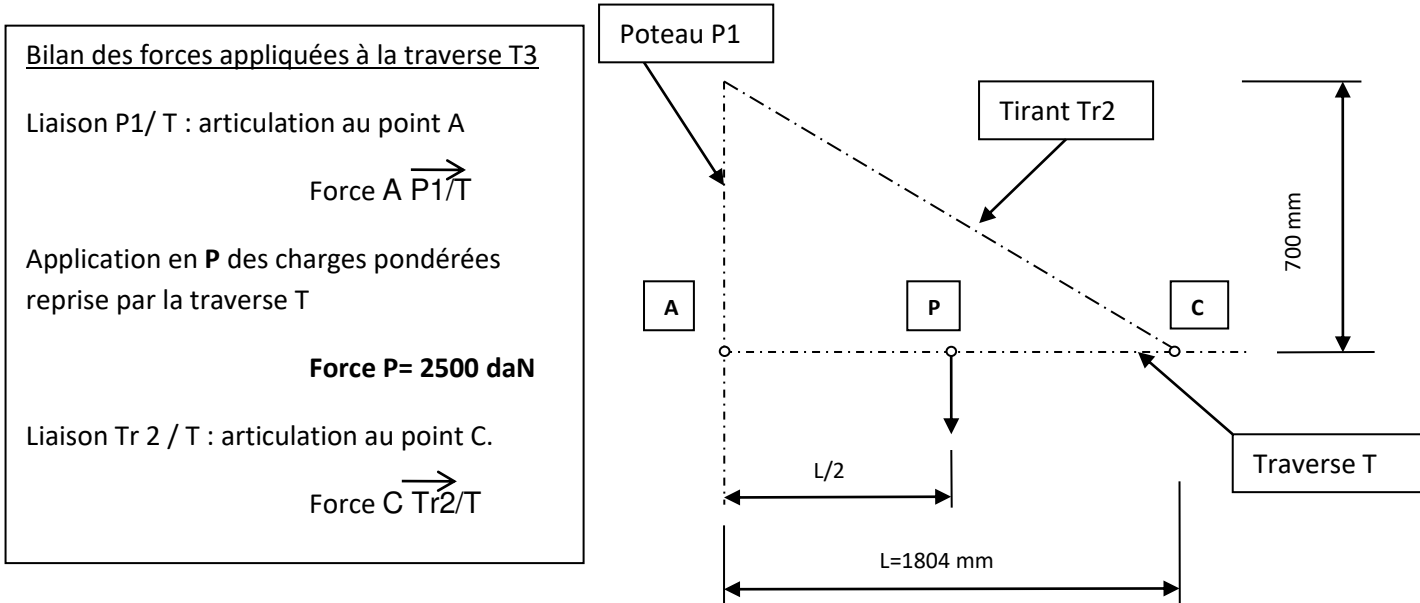 Bilan des forces appliquées à la traverse T3
Liaison P1/ T : articulation au point A
Force A P1/T
Application en P des charges pondérées
reprise par la traverse T
Force P= 2500 daN
Liaison Tr 2 / T : articulation au point C.
Force C Tr2/T
Poteau P1
Tirant Tr2
700 mm
A
P
C
L/2
Traverse T
L=1804 mm